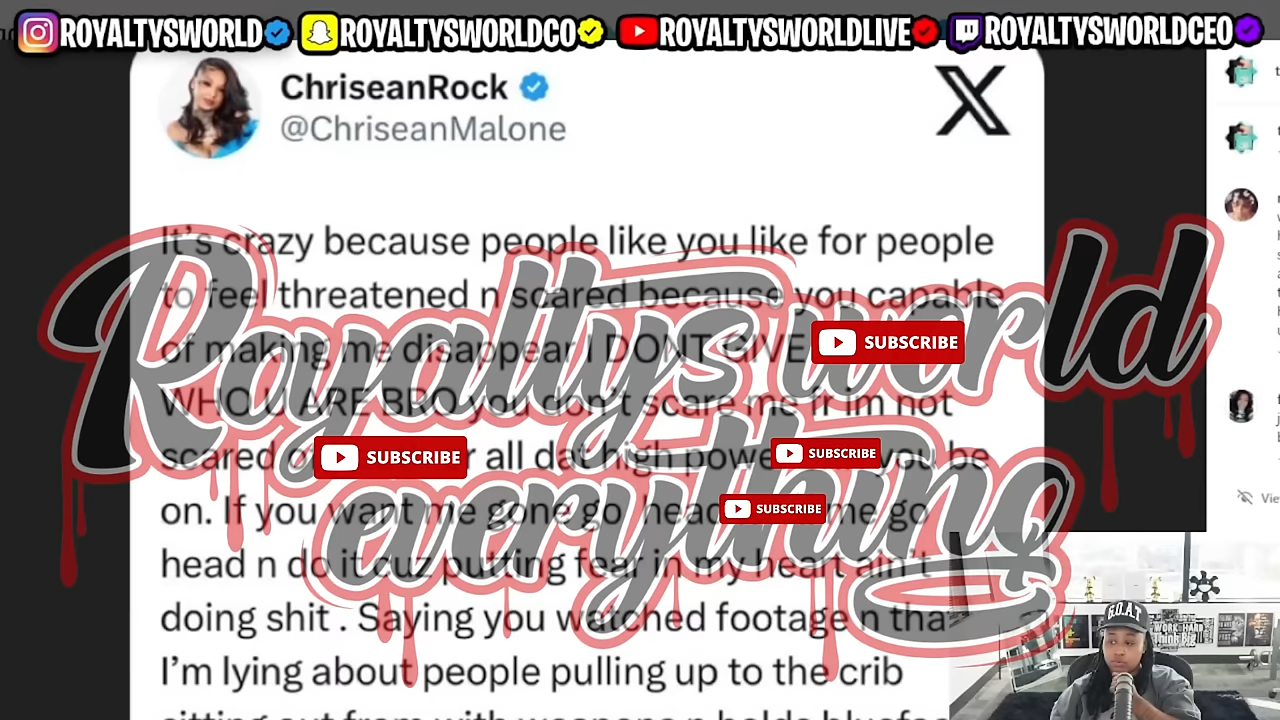 ROYALTYSWORLD ROYALTYSWORLDCO ROYALTYSWORLDLIVE ROYALTYSWORLDCEO
ChriseanRock
@ChriseanMalone
It's crazy because people like you like for people
to feel threatened n scared because you capable
of making me disappear I DONT GIVE
WHO U ARE BRO you don't scare me fr im not
scared all dat high you be
on. If you want me gone go head me go
head n do it cuz putting fear in my heart ain't
doing shit . Saying you watched footage n tha
I'm lying about people pulling up to the crib
Royaltys world
everything
SUBSCRIBE
SUBSCRIBE
SUBSCRIBE
SUBSCRIBE
G.O.A.T
Vie